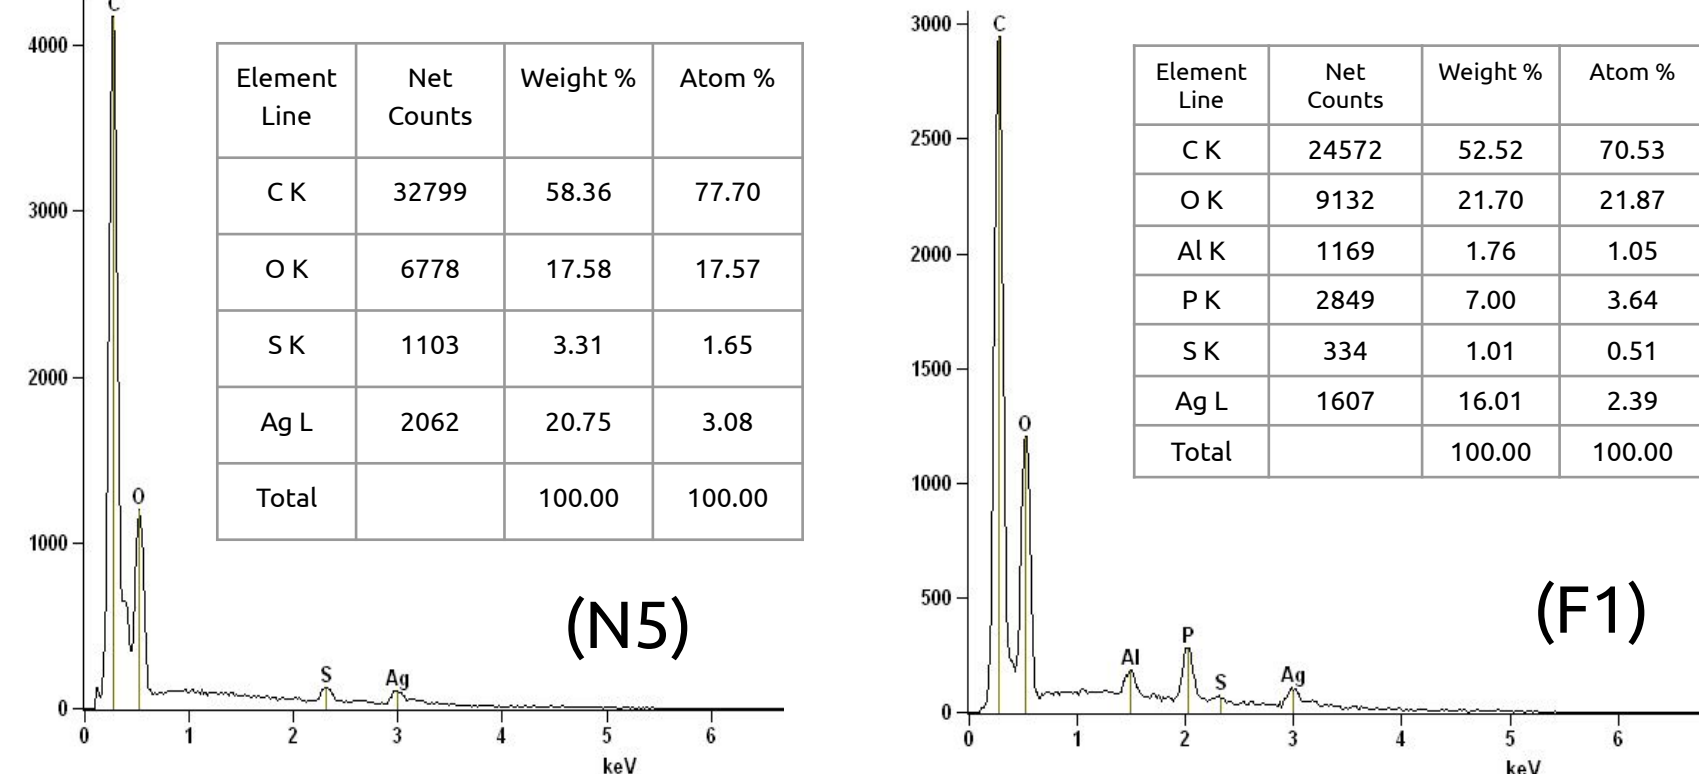 C
4000
3000
2000
1000
0
0 1 2 3 4 5 6
keV
O
S
Ag
Element Line Net Counts Weight % Atom %
C K 32799 58.36 77.70
O K 6778 17.58 17.57
S K 1103 3.31 1.65
Ag L 2062 20.75 3.08
Total 100.00 100.00
(N5)
3000
2500
2000
1500
1000
500
0
0 1 2 3 4 5 6
keV
C
O
Al
P
S
Ag
Element Line Net Counts Weight % Atom %
C K 24572 52.52 70.53
O K 9132 21.70 21.87
Al K 1169 1.76 1.05
P K 2849 7.00 3.64
S K 334 1.01 0.51
Ag L 1607 16.01 2.39
Total 100.00 100.00
(F1)